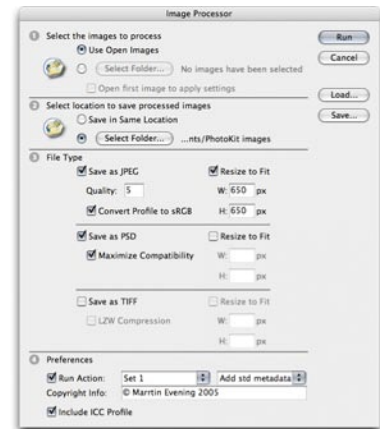 Image Processor
1 Select the images to process
Use Open Images
Run
Select Folder... No images have been selected
Cancel
Open first image to apply settings
Load...
2 Select location to save processed images
Save...
Save in Same Location
Select Folder... ...nts/PhotoKit images
3 File Type
Save as JPEG Resize to Fit
Quality: 5 W: 650 px
Convert Profile to sRGB H: 650 px
Save as PSD Resize to Fit
Maximize Compatibility W: px
H: px
Save as TIFF Resize to Fit
LZW Compression W: px
H: px
4 Preferences
Run Action: Set 1 Add std metadata
Copyright Info: © Marrtin Evening 2005
Include ICC Profile